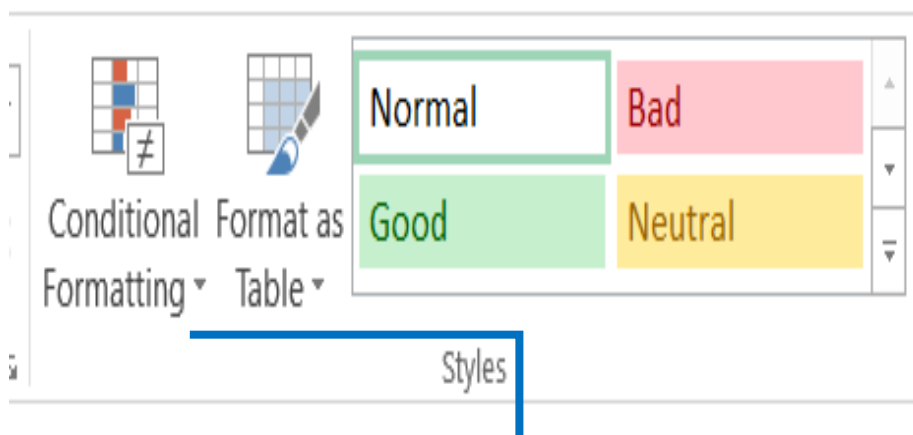 Conditional Formatting
Format as Table
Normal
Bad
Good
Neutral
Styles